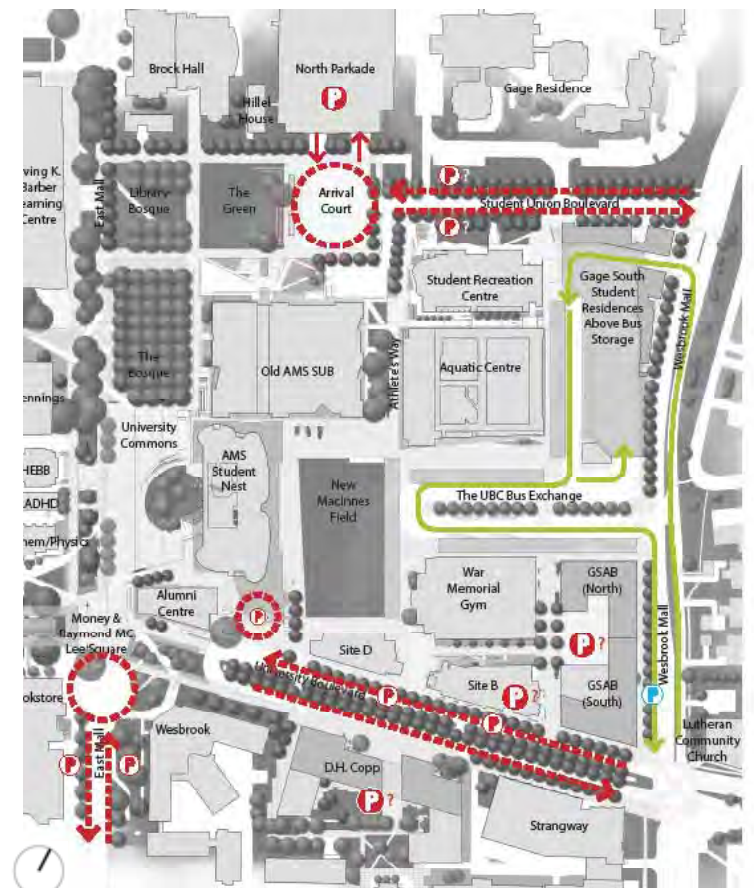 Brock Hall
North Parkade
P
Gage Residence
Hillel
House
ving K.
Barber
earning
Centre
East Mall
Library
Bosque
The
Green
Arrival
Court
P?
Student Union Boulevard
P?
Student Recreation
Centre
Gage South
Student
Residences
Above Bus
Storage
Wesbrook Mall
The
Bosque
Old AMS SUB
Athlete's Way
Aquatic Centre
ennings
University
Commons
AMS
Student
Nest
HEBB
ADHD
hem/Physics
New
MacInnes
Field
The UBC Bus Exchange
War
Memorial
Gym
GSAB
(North)
Alumni
Centre
P
Money &
Raymond MC
Lee Square
Site D
P?
Wesbrook Mall
University Boulevard
P
P
Site B
P?
GSAB
(South)
P
ookstore
Wesbrook
Lutheran
Community
Church
P
East Mall
P
D.H. Copp
P?
Strangway